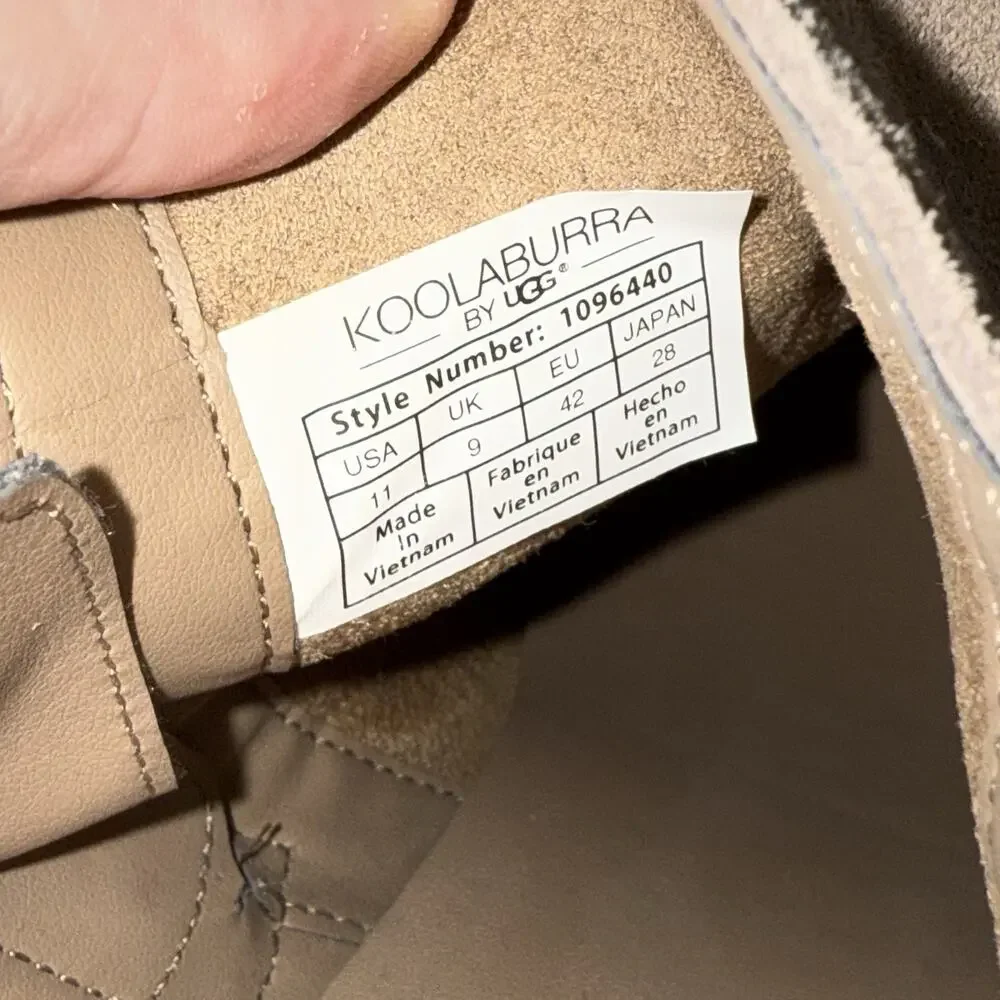 KOOLABURRA
BY UGG®
Style Number: 1096440
USA UK EU JAPAN
11 9 42 28
Made
In
Vietnam
Fabrique
en
Vietnam
Hecho
en
Vietnam